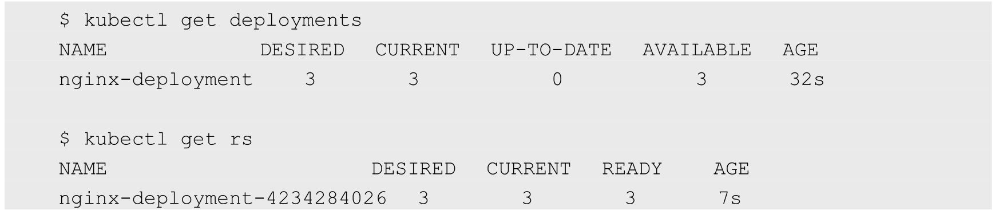 $ kubectl get deployments
NAME DESIRED CURRENT UP-TO-DATE AVAILABLE AGE
nginx-deployment 3 3 0 3 32s
$ kubectl get rs
NAME DESIRED CURRENT READY AGE
nginx-deployment-4234284026 3 3 3 7s